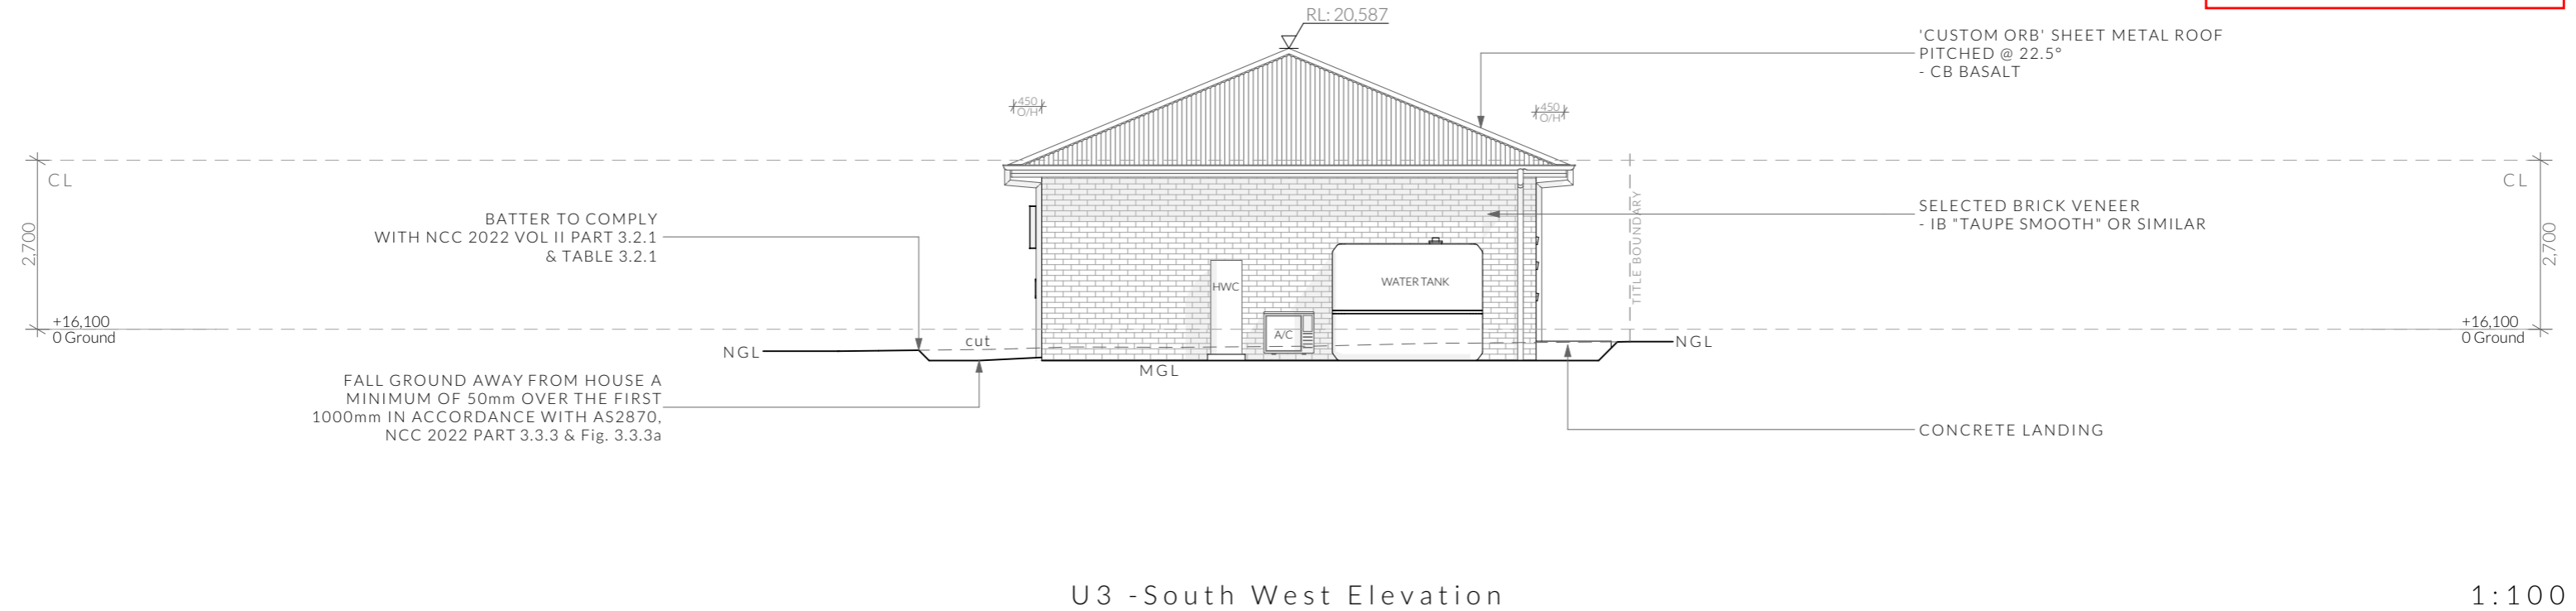 RL: 20,587
'CUSTOM ORB' SHEET METAL ROOF
PITCHED @ 22.5°
- CB BASALT
450
O/H
450
O/H
CL
CL
2,700
2,700
BATTER TO COMPLY
WITH NCC 2022 VOL II PART 3.2.1
& TABLE 3.2.1
SELECTED BRICK VENEER
- IB "TAUPE SMOOTH" OR SIMILAR
TITLE BOUNDARY
HWC
WATER TANK
A/C
+16,100
0 Ground
+16,100
0 Ground
NGL
cut
NGL
MGL
FALL GROUND AWAY FROM HOUSE A
MINIMUM OF 50mm OVER THE FIRST
1000mm IN ACCORDANCE WITH AS2870,
NCC 2022 PART 3.3.3 & Fig. 3.3.3a
CONCRETE LANDING
U3 -South West Elevation
1:100